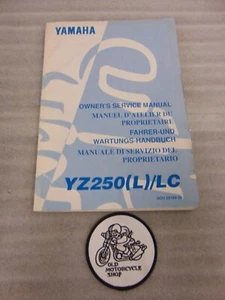 YAMAHA
OWNER'S SERVICE MANUAL
MANUEL D'ATELIER DU
PROPRIETAIRE
FAHRER-UND
WARTUNGS-HANDBUCH
MANUALE DI SERVIZIO DEL
PROPRIETARIO
YZ250(L)/LC
OLD
MOTORCYCLE
SHOP